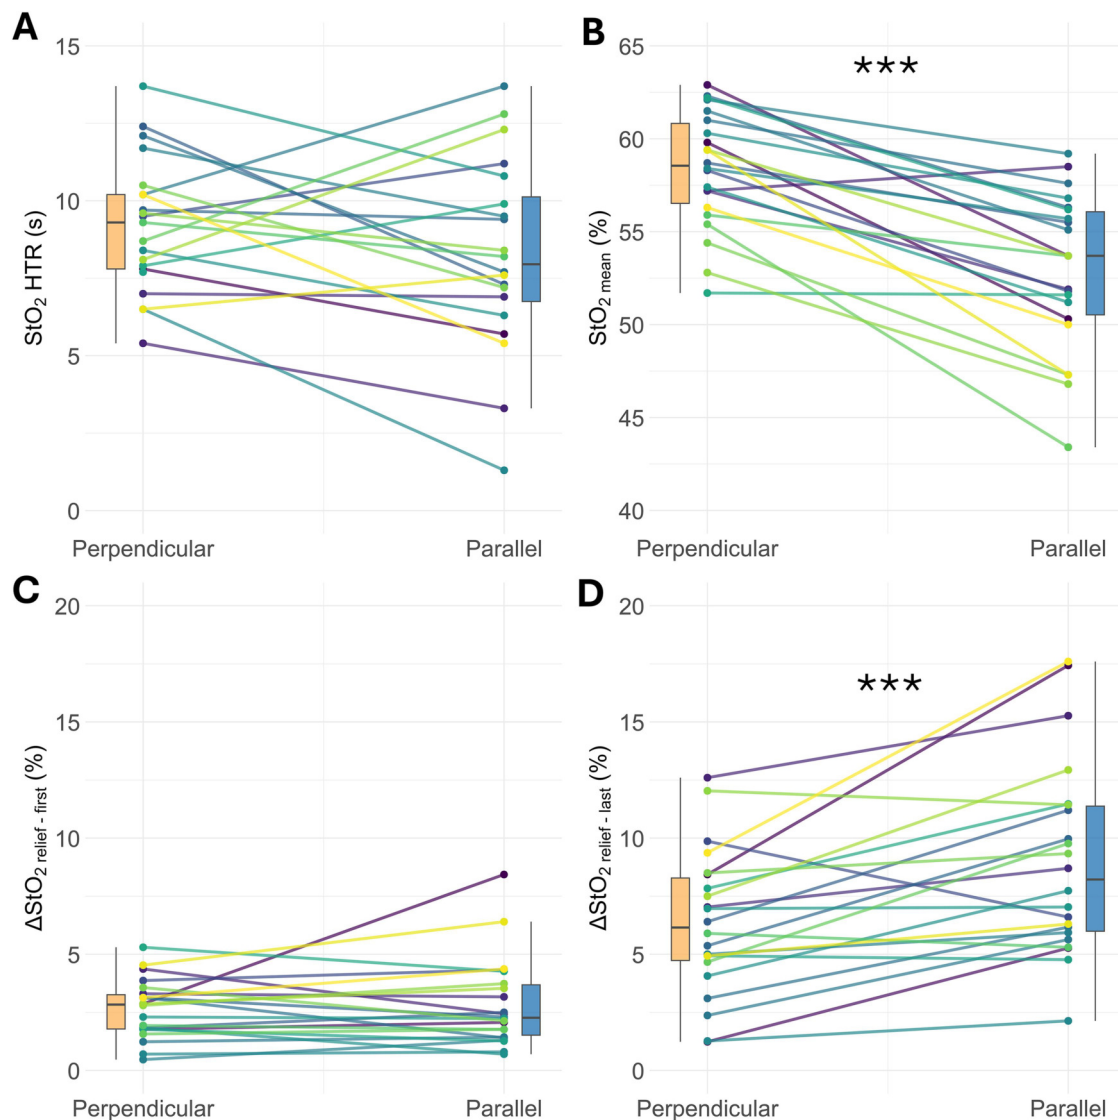 A
15
10
5
0
StO₂ HTR (s)
Perpendicular
Parallel
B
65
60
55
50
45
40
StO₂ mean (%)
***
Perpendicular
Parallel
C
20
15
10
5
0
ΔStO₂ relief - first (%)
Perpendicular
Parallel
D
20
15
10
5
0
ΔStO₂ relief - last (%)
***
Perpendicular
Parallel